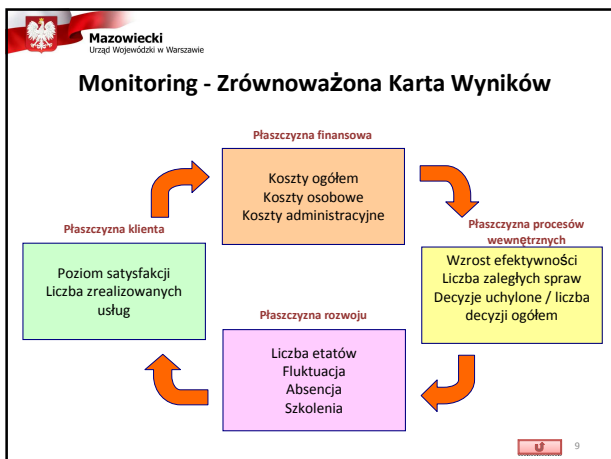 Mazowiecki
Urząd Wojewódzki w Warszawie
Monitoring - Zrównoważona Karta Wyników
Płaszczyzna finansowa
Koszty ogółem
Koszty osobowe
Koszty administracyjne
Płaszczyzna klienta
Poziom satysfakcji
Liczba zrealizowanych
usług
Płaszczyzna procesów
wewnętrznych
Wzrost efektywności
Liczba zaległych spraw
Decyzje uchylone / liczba
decyzji ogółem
Płaszczyzna rozwoju
Liczba etatów
Fluktuacja
Absencja
Szkolenia
9